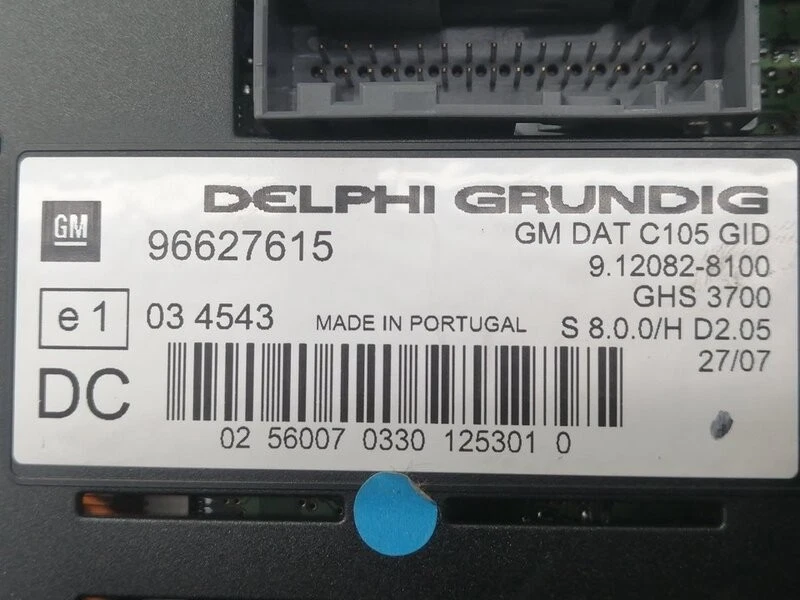 DELPHI GRUNDIG
GM
96627615
GM DAT C105 GID
9.12082-8100
GHS 3700
e 1
03 4543
MADE IN PORTUGAL
S 8.0.0/H D2.05
27/07
DC
02 56007 0330 125301 0